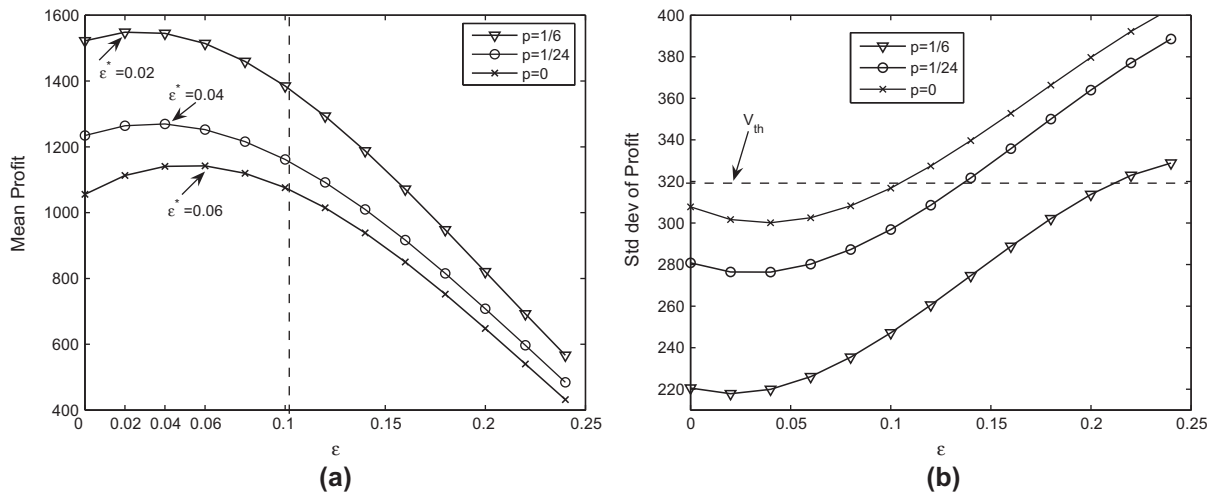 1600
1400
1200
1000
800
600
400
Mean Profit
ε* =0.02
ε* =0.04
ε* =0.06
p=1/6
p=1/24
p=0
0 0.02 0.04 0.06 0.1 0.15 0.2 0.25
ε
(a)
400
380
360
340
320
300
280
260
240
220
Std dev of Profit
V_th
p=1/6
p=1/24
p=0
0 0.05 0.1 0.15 0.2 0.25
ε
(b)